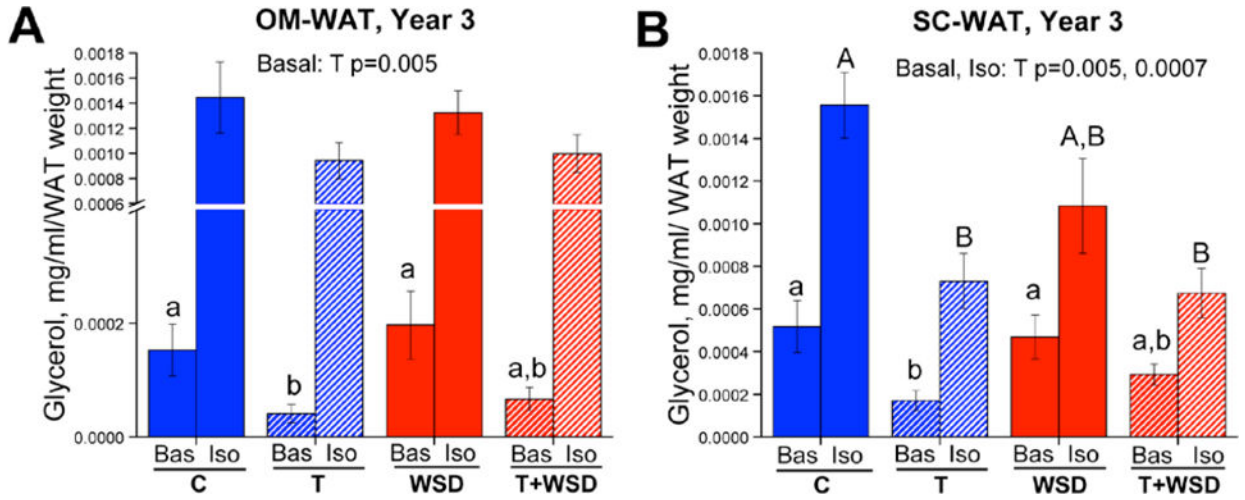 A
OM-WAT, Year 3
Basal: T p=0.005
Glycerol, mg/ml/WAT weight
0.0018
0.0016
0.0014
0.0012
0.0010
0.0008
0.0006
0.0002
0.0000
a
b
a
a,b
Bas Iso Bas Iso Bas Iso Bas Iso
C T WSD T+WSD
B
SC-WAT, Year 3
Basal, Iso: T p=0.005, 0.0007
Glycerol, mg/ml/ WAT weight
0.0018
0.0016
0.0014
0.0012
0.0010
0.0008
0.0006
0.0004
0.0002
0.0000
a
A
b
B
a
A,B
a,b
B
Bas Iso Bas Iso Bas Iso Bas Iso
C T WSD T+WSD